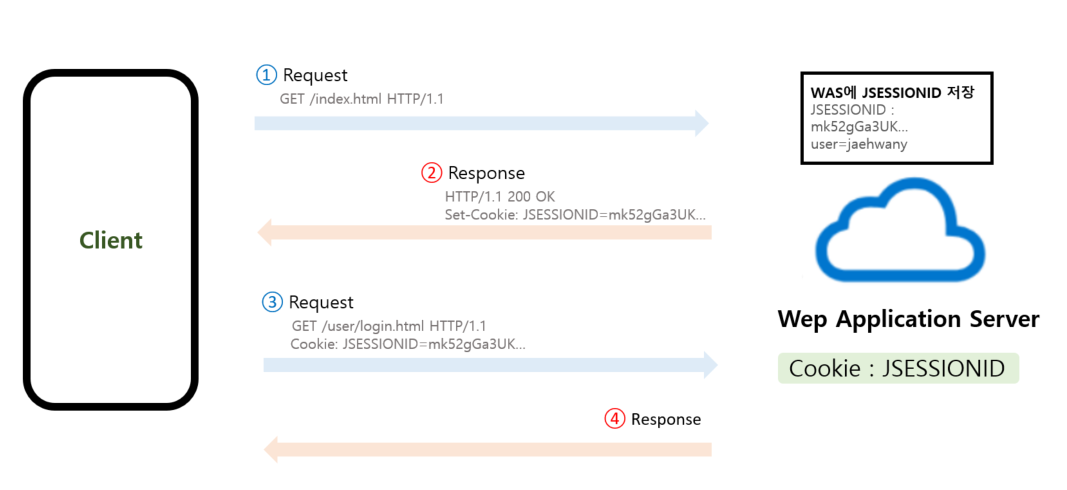 ① Request
GET /index.html HTTP/1.1
WAS에 JSESSIONID 저장
JSESSIONID :
mk52gGa3UK...
user=jaehwany
② Response
HTTP/1.1 200 OK
Set-Cookie: JSESSIONID=mk52gGa3UK...
Client
③ Request
GET /user/login.html HTTP/1.1
Cookie: JSESSIONID=mk52gGa3UK...
Wep Application Server
Cookie : JSESSIONID
④ Response